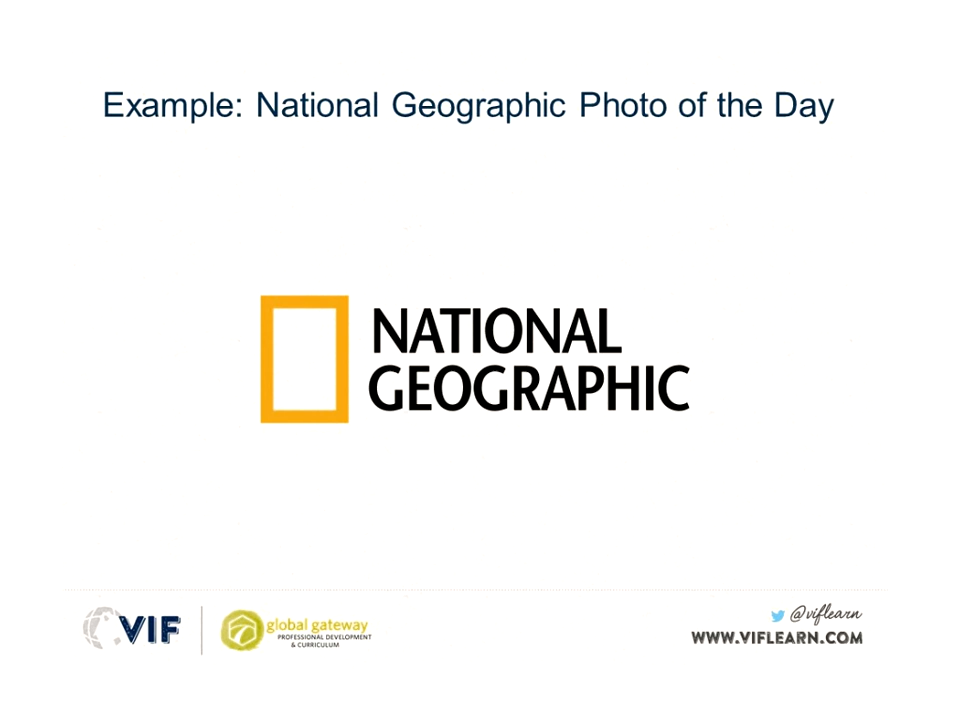 Example: National Geographic Photo of the Day
NATIONAL
GEOGRAPHIC
VIF
global gateway
PROFESSIONAL DEVELOPMENT
& CURRICULUM
@viflearn
WWW.VIFLEARN.COM